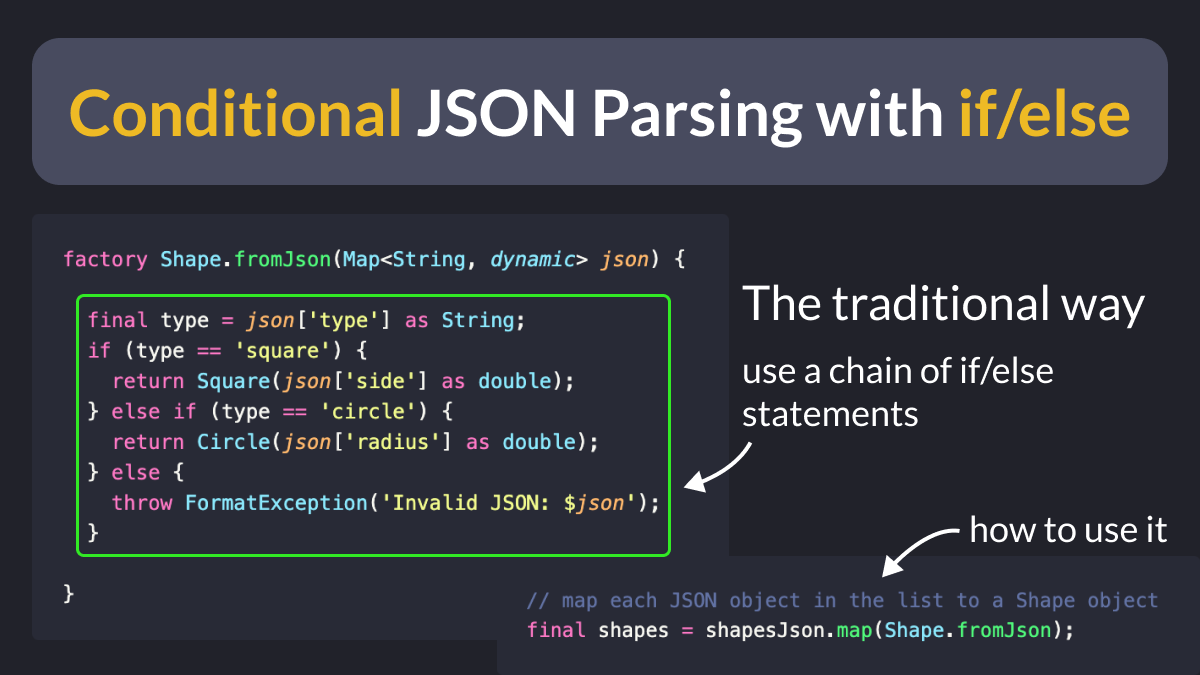 Conditional JSON Parsing with if/else
factory Shape.fromJson(Map<String, dynamic> json) {
final type = json['type'] as String;
if (type == 'square') {
  return Square(json['side'] as double);
} else if (type == 'circle') {
  return Circle(json['radius'] as double);
} else {
  throw FormatException('Invalid JSON: $json');
}
}
The traditional way
use a chain of if/else
statements
how to use it
// map each JSON object in the list to a Shape object
final shapes = shapesJson.map(Shape.fromJson);